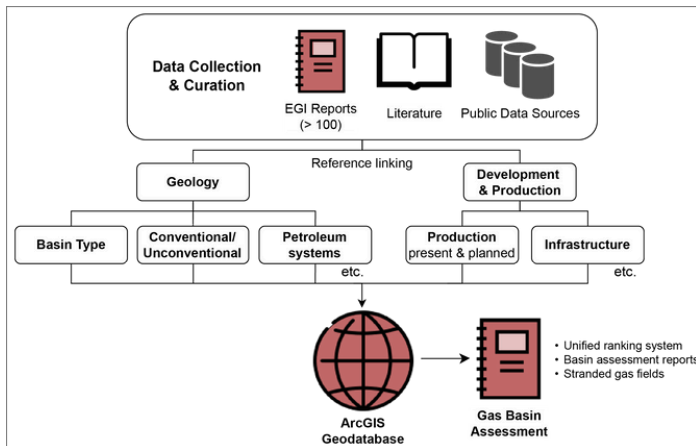 Data Collection
& Curation
EGI Reports
(> 100)
Literature
Public Data Sources
Reference linking
Geology
Development
& Production
Basin Type
Conventional/
Unconventional
Petroleum
systems
etc.
Production
present & planned
Infrastructure
etc.
ArcGIS
Geodatabase
Gas Basin
Assessment
• Unified ranking system
• Basin assessment reports
• Stranded gas fields